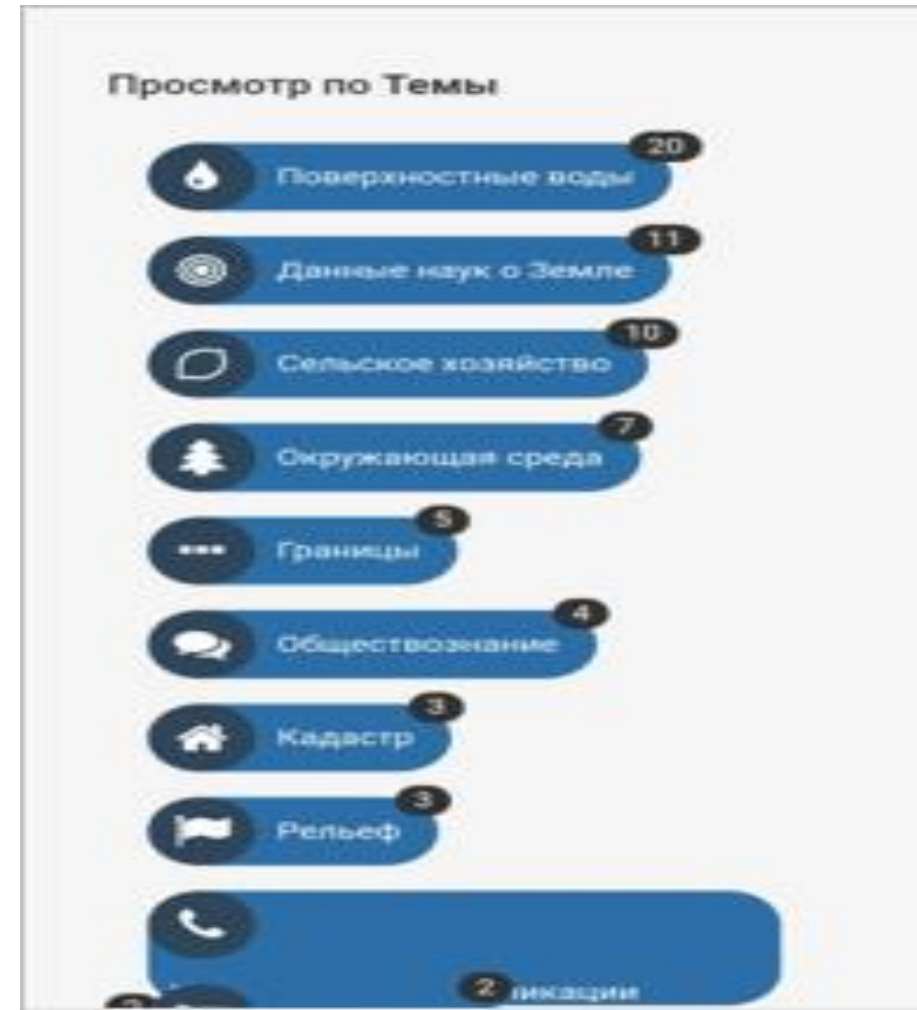 Просмотр по Темы
20
Поверхностные воды
11
Данные наук о Земле
10
Сельское хозяйство
7
Окружающая среда
5
Границы
4
Обществознание
3
Кадастр
3
Рельеф
2